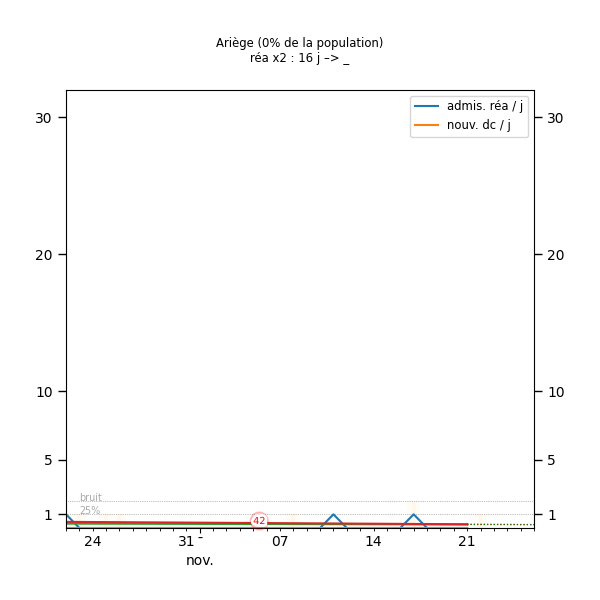 Ariège (0% de la population)
réa x2 : 16 j –> _
admis. réa / j
nouv. dc / j
30 30
20 20
10 10
5 5
bruit
25%
1 1
42
24 31 - 07 14 21
nov.